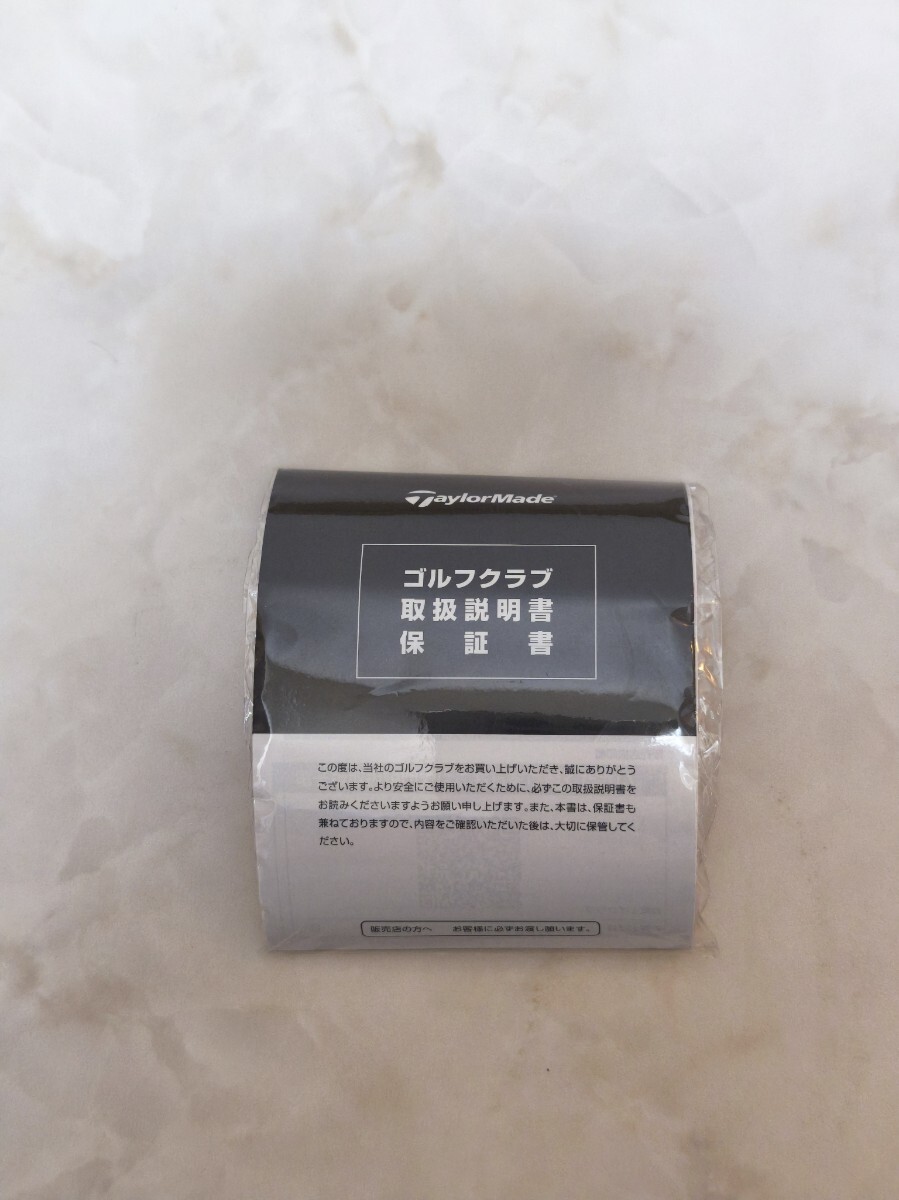 TaylorMade
ゴルフクラブ
取扱説明書
保証書
この度は、当社のゴルフクラブをお買い上げいただき、誠にありがとう
ございます。より安全にご使用いただくために、必ずこの取扱説明書を
お読みくださいますようお願い申し上げます。また、本書は、保証書も
兼ねておりますので、内容をご確認いただいた後は、大切に保管してく
ださい。
販売店の方へ お客様に必ずお渡し願います。